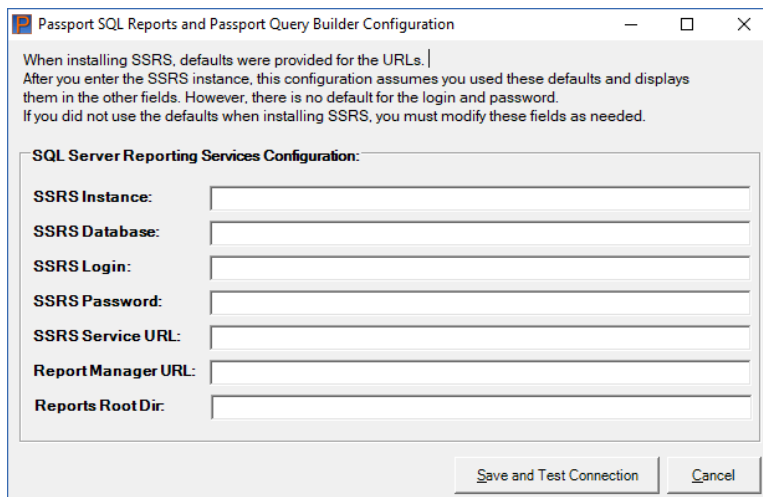 Passport SQL Reports and Passport Query Builder Configuration
When installing SSRS, defaults were provided for the URLs.
After you enter the SSRS instance, this configuration assumes you used these defaults and displays
them in the other fields. However, there is no default for the login and password.
If you did not use the defaults when installing SSRS, you must modify these fields as needed.
SQL Server Reporting Services Configuration:
SSRS Instance:
SSRS Database:
SSRS Login:
SSRS Password:
SSRS Service URL:
Report Manager URL:
Reports Root Dir:
Save and Test Connection Cancel